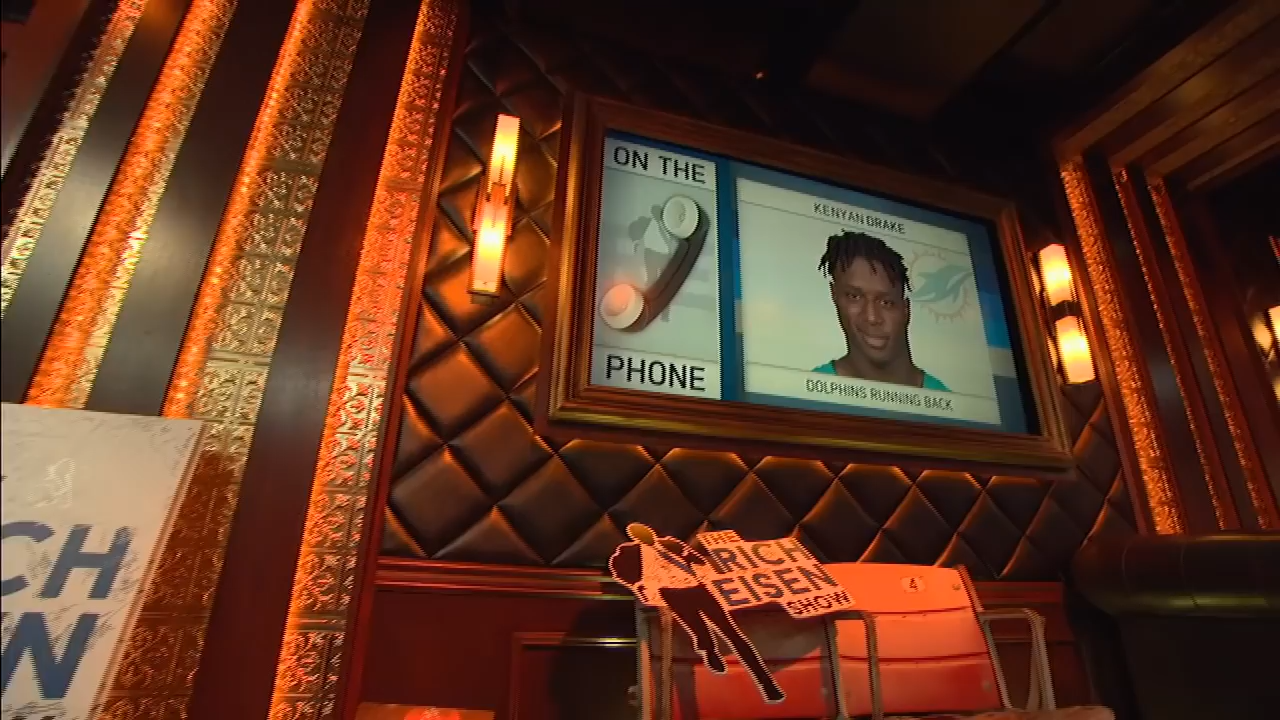 ON THE
PHONE
KENYAN DRAKE
DOLPHINS RUNNING BACK
THE
RICH
EISEN
SHOW
4
CH